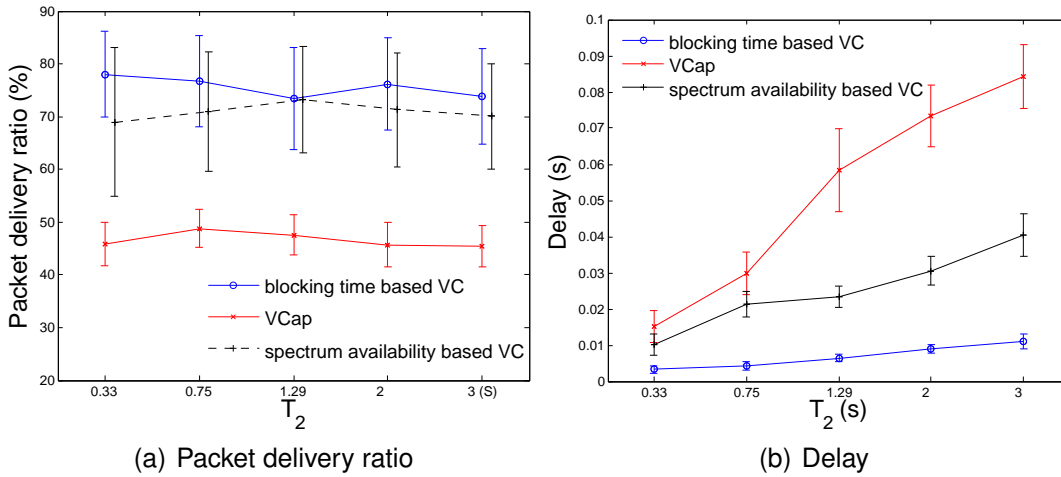 90
80
70
60
50
40
30
20
Packet delivery ratio (%)
blocking time based VC
VCap
spectrum availability based VC
0.33 0.75 1.29 2 3 (S)
T2
(a) Packet delivery ratio
0.1
0.09
0.08
0.07
0.06
0.05
0.04
0.03
0.02
0.01
0
Delay (s)
blocking time based VC
VCap
spectrum availability based VC
0.33 0.75 1.29 2 3
T2 (s)
(b) Delay